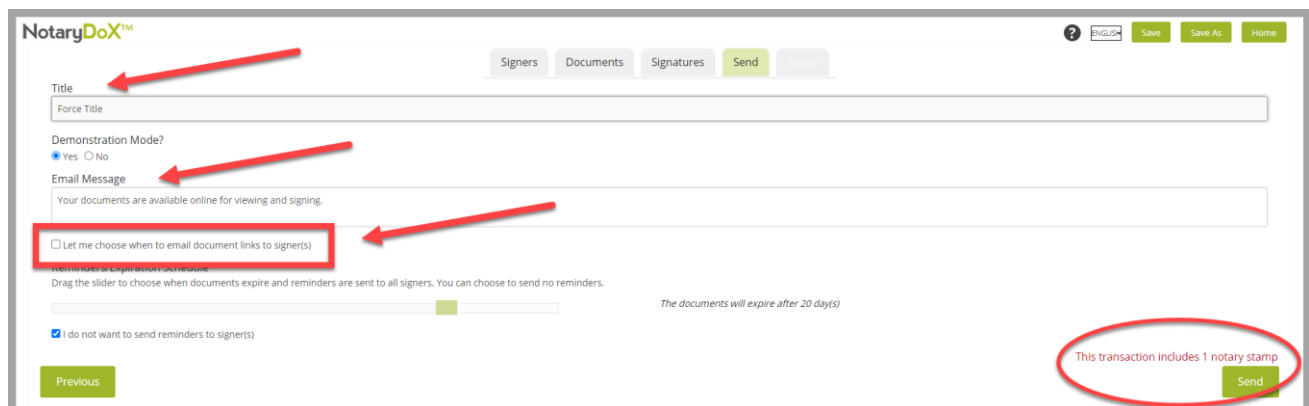 NotaryDoX™
? ENGLISH Save Save As Home
Signers Documents Signatures Send Status
Title
Force Title
Demonstration Mode?
Yes No
Email Message
Your documents are available online for viewing and signing.
Let me choose when to email document links to signer(s)
Reminders/Expiration Schedule
Drag the slider to choose when documents expire and reminders are sent to all signers. You can choose to send no reminders.
The documents will expire after 20 day(s)
I do not want to send reminders to signer(s)
This transaction includes 1 notary stamp
Previous Send